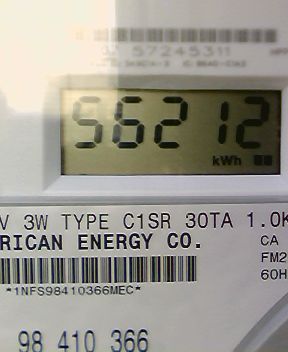 57245311
56212
kWh
V 3W TYPE C1SR 30TA 1.0K
RICAN ENERGY CO.
CA
FM2
60H
*1NFS98410366MEC*
98 410 366